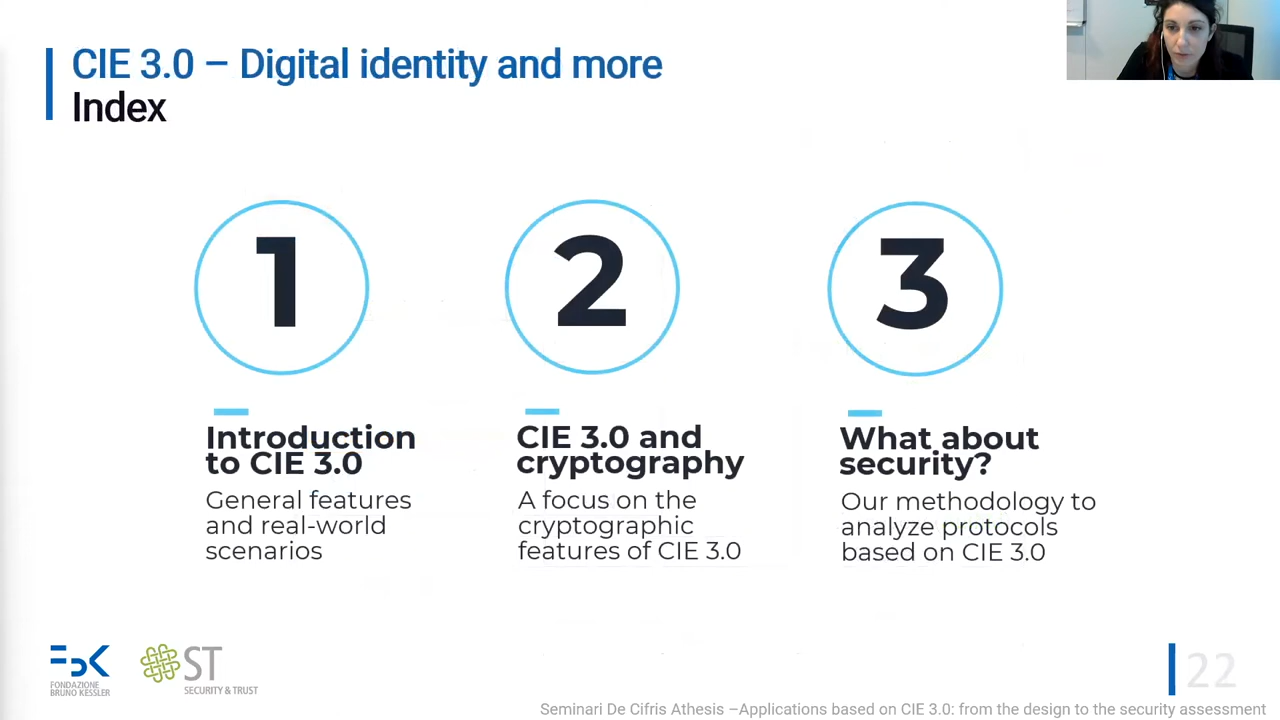 CIE 3.0 – Digital identity and more
Index
1
2
3
Introduction
to CIE 3.0
General features
and real-world
scenarios
CIE 3.0 and
cryptography
A focus on the
cryptographic
features of CIE 3.0
What about
security?
Our methodology to
analyze protocols
based on CIE 3.0
FBK
FONDAZIONE
BRUNO KESSLER
ST
SECURITY & TRUST
22
Seminari De Cifris Athesis –Applications based on CIE 3.0: from the design to the security assessment